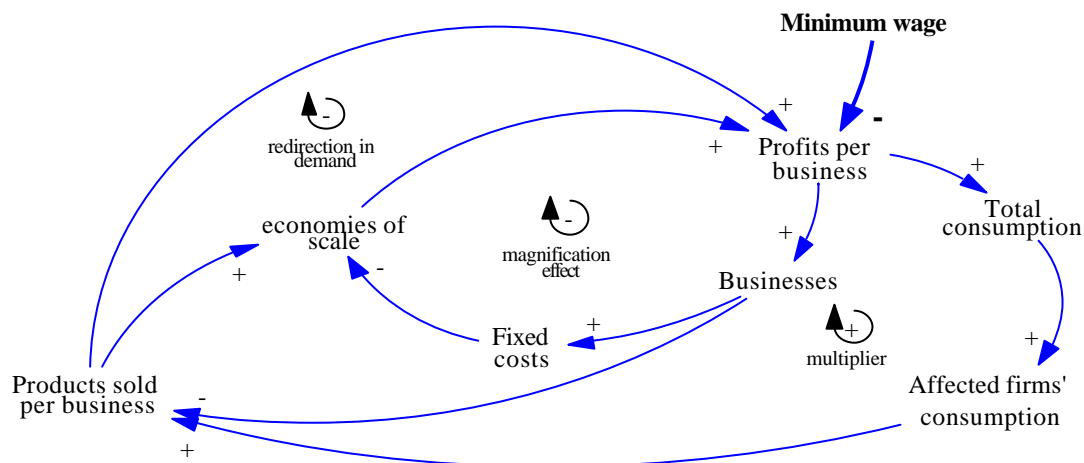 Minimum wage
+
-
-
redirection in
demand
+
Profits per
business
+
Total
consumption
economies of
scale
-
magnification
effect
+
+
-
Businesses
Fixed
costs
+
+
multiplier
+
Products sold
per business
-
+
Affected firms'
consumption